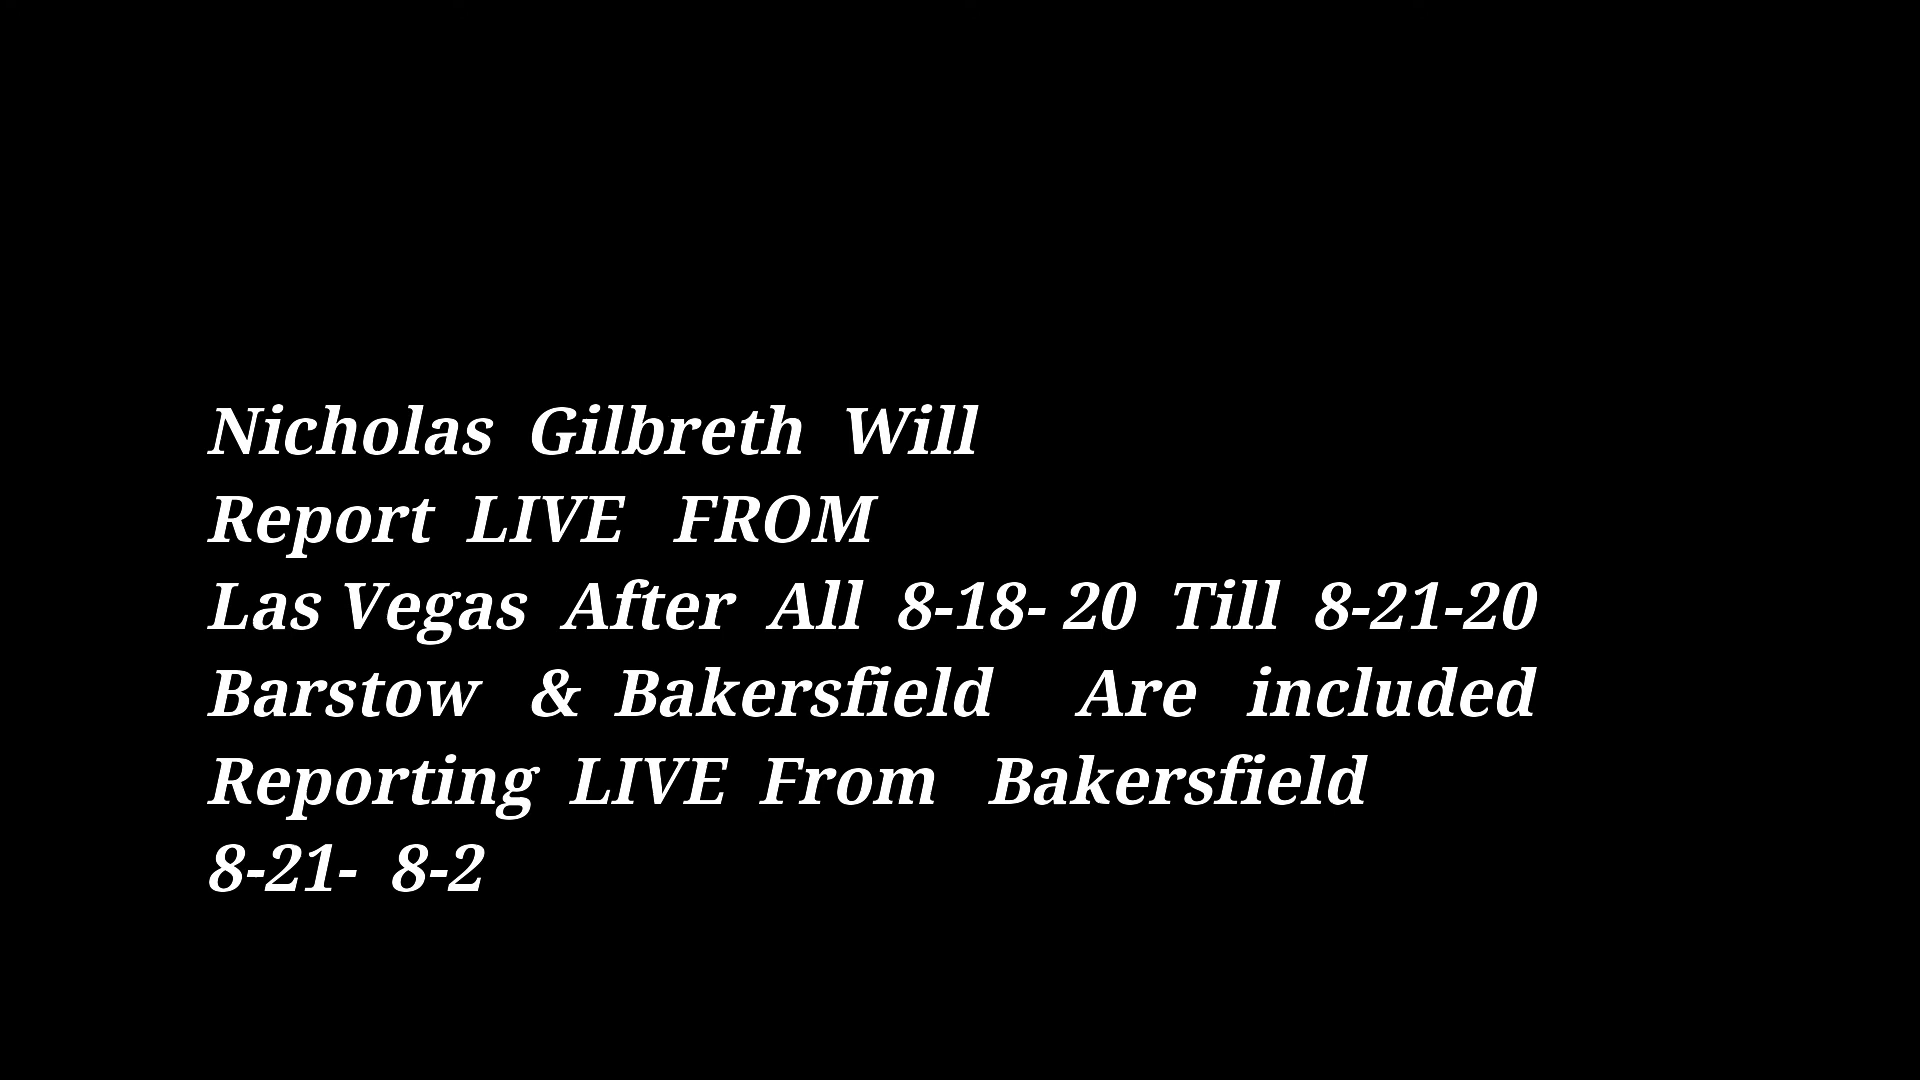 Nicholas Gilbreth Will
Report LIVE FROM
Las Vegas After All 8-18- 20 Till 8-21-20
Barstow & Bakersfield Are included
Reporting LIVE From Bakersfield
8-21- 8-2